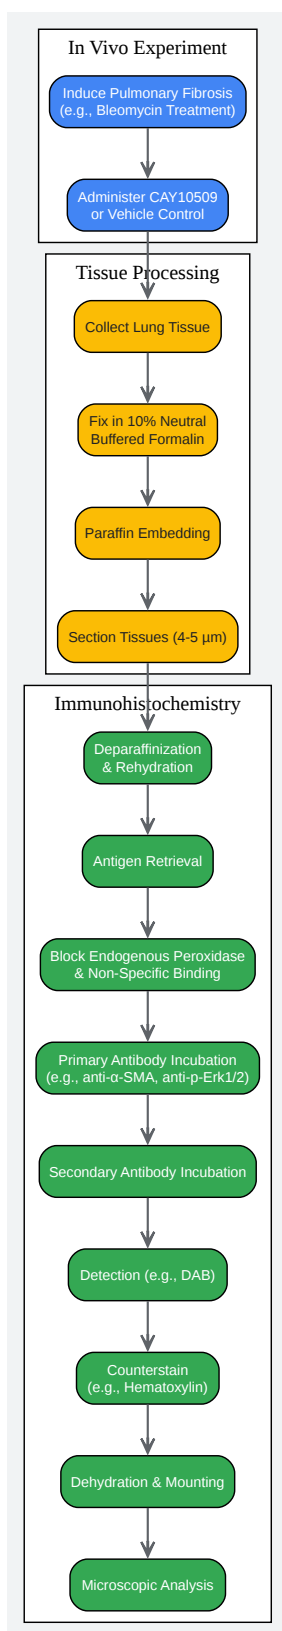 In Vivo Experiment
Induce Pulmonary Fibrosis
(e.g., Bleomycin Treatment)
Administer CAY10509
or Vehicle Control
Tissue Processing
Collect Lung Tissue
Fix in 10% Neutral
Buffered Formalin
Paraffin Embedding
Section Tissues (4-5 µm)
Immunohistochemistry
Deparaffinization
& Rehydration
Antigen Retrieval
Block Endogenous Peroxidase
& Non-Specific Binding
Primary Antibody Incubation
(e.g., anti-α-SMA, anti-p-Erk1/2)
Secondary Antibody Incubation
Detection (e.g., DAB)
Counterstain
(e.g., Hematoxylin)
Dehydration & Mounting
Microscopic Analysis